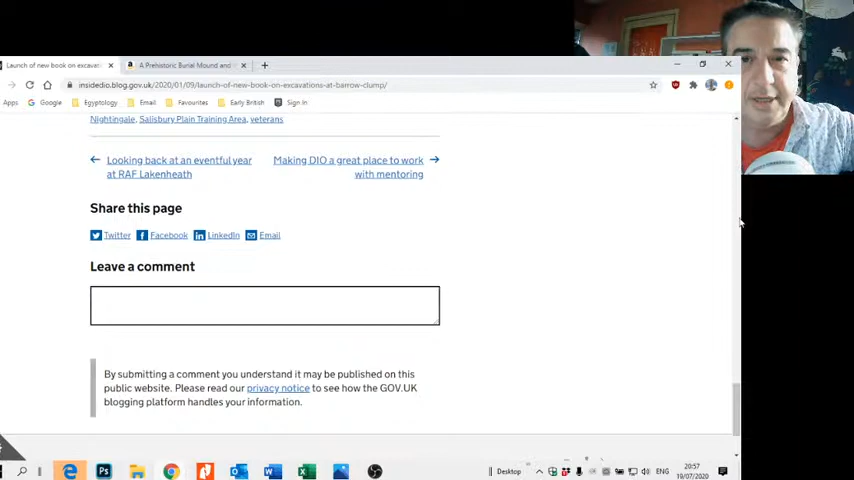 Launch of new book on excavat
A Prehistoric Burial Mound and
insidedio.blog.gov.uk/2020/01/09/launch-of-new-book-on-excavations-at-barrow-clump/
Apps Google Egyptology Email Favourites Early British Sign In
Nightingale, Salisbury Plain Training Area, veterans
Looking back at an eventful year
at RAF Lakenheath
Making DIO a great place to work
with mentoring
Share this page
Twitter Facebook LinkedIn Email
Leave a comment
By submitting a comment you understand it may be published on this
public website. Please read our privacy notice to see how the GOV.UK
blogging platform handles your information.
Desktop ENG 20:57
19/07/2020